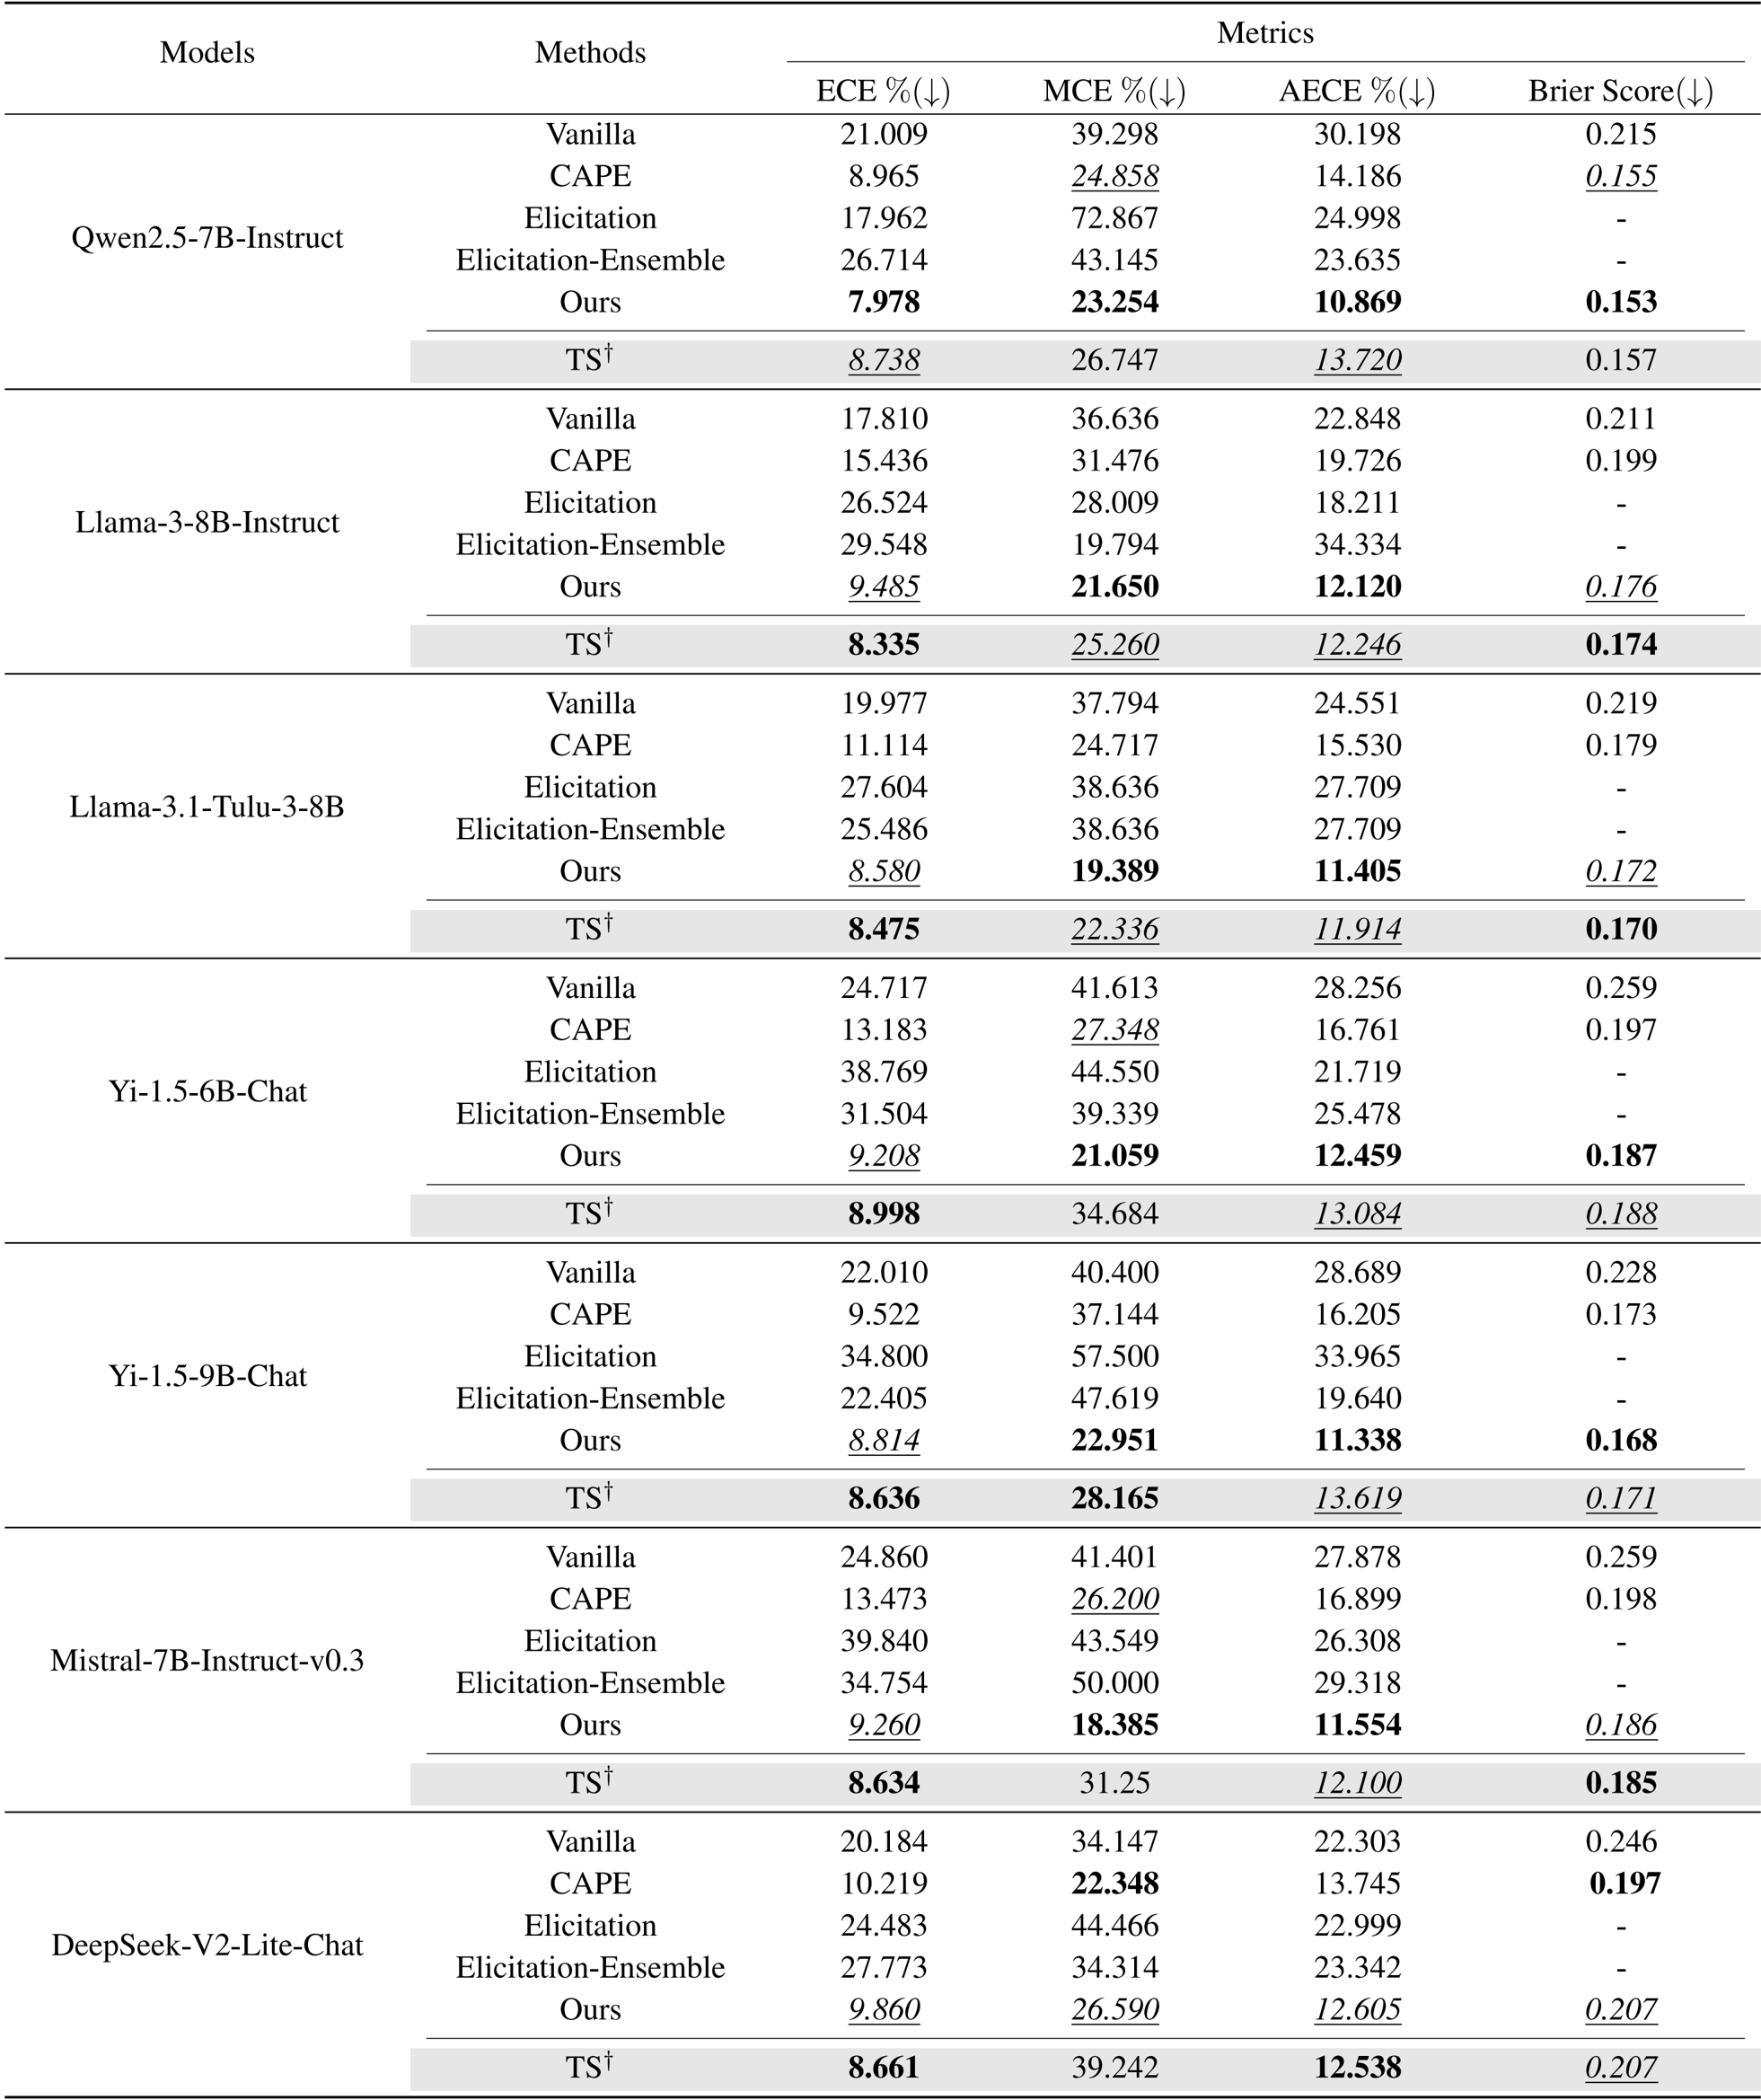 Models Methods Metrics
ECE %(↓) MCE %(↓) AECE %(↓) Brier Score(↓)
Qwen2.5-7B-Instruct
Vanilla 21.009 39.298 30.198 0.215
CAPE 8.965 24.858 14.186 0.155
Elicitation 17.962 72.867 24.998 -
Elicitation-Ensemble 26.714 43.145 23.635 -
Ours 7.978 23.254 10.869 0.153
TS† 8.738 26.747 13.720 0.157
Llama-3-8B-Instruct
Vanilla 17.810 36.636 22.848 0.211
CAPE 15.436 31.476 19.726 0.199
Elicitation 26.524 28.009 18.211 -
Elicitation-Ensemble 29.548 19.794 34.334 -
Ours 9.485 21.650 12.120 0.176
TS† 8.335 25.260 12.246 0.174
Llama-3.1-Tulu-3-8B
Vanilla 19.977 37.794 24.551 0.219
CAPE 11.114 24.717 15.530 0.179
Elicitation 27.604 38.636 27.709 -
Elicitation-Ensemble 25.486 38.636 27.709 -
Ours 8.580 19.389 11.405 0.172
TS† 8.475 22.336 11.914 0.170
Yi-1.5-6B-Chat
Vanilla 24.717 41.613 28.256 0.259
CAPE 13.183 27.348 16.761 0.197
Elicitation 38.769 44.550 21.719 -
Elicitation-Ensemble 31.504 39.339 25.478 -
Ours 9.208 21.059 12.459 0.187
TS† 8.998 34.684 13.084 0.188
Yi-1.5-9B-Chat
Vanilla 22.010 40.400 28.689 0.228
CAPE 9.522 37.144 16.205 0.173
Elicitation 34.800 57.500 33.965 -
Elicitation-Ensemble 22.405 47.619 19.640 -
Ours 8.814 22.951 11.338 0.168
TS† 8.636 28.165 13.619 0.171
Mistral-7B-Instruct-v0.3
Vanilla 24.860 41.401 27.878 0.259
CAPE 13.473 26.200 16.899 0.198
Elicitation 39.840 43.549 26.308 -
Elicitation-Ensemble 34.754 50.000 29.318 -
Ours 9.260 18.385 11.554 0.186
TS† 8.634 31.25 12.100 0.185
DeepSeek-V2-Lite-Chat
Vanilla 20.184 34.147 22.303 0.246
CAPE 10.219 22.348 13.745 0.197
Elicitation 24.483 44.466 22.999 -
Elicitation-Ensemble 27.773 34.314 23.342 -
Ours 9.860 26.590 12.605 0.207
TS† 8.661 39.242 12.538 0.207